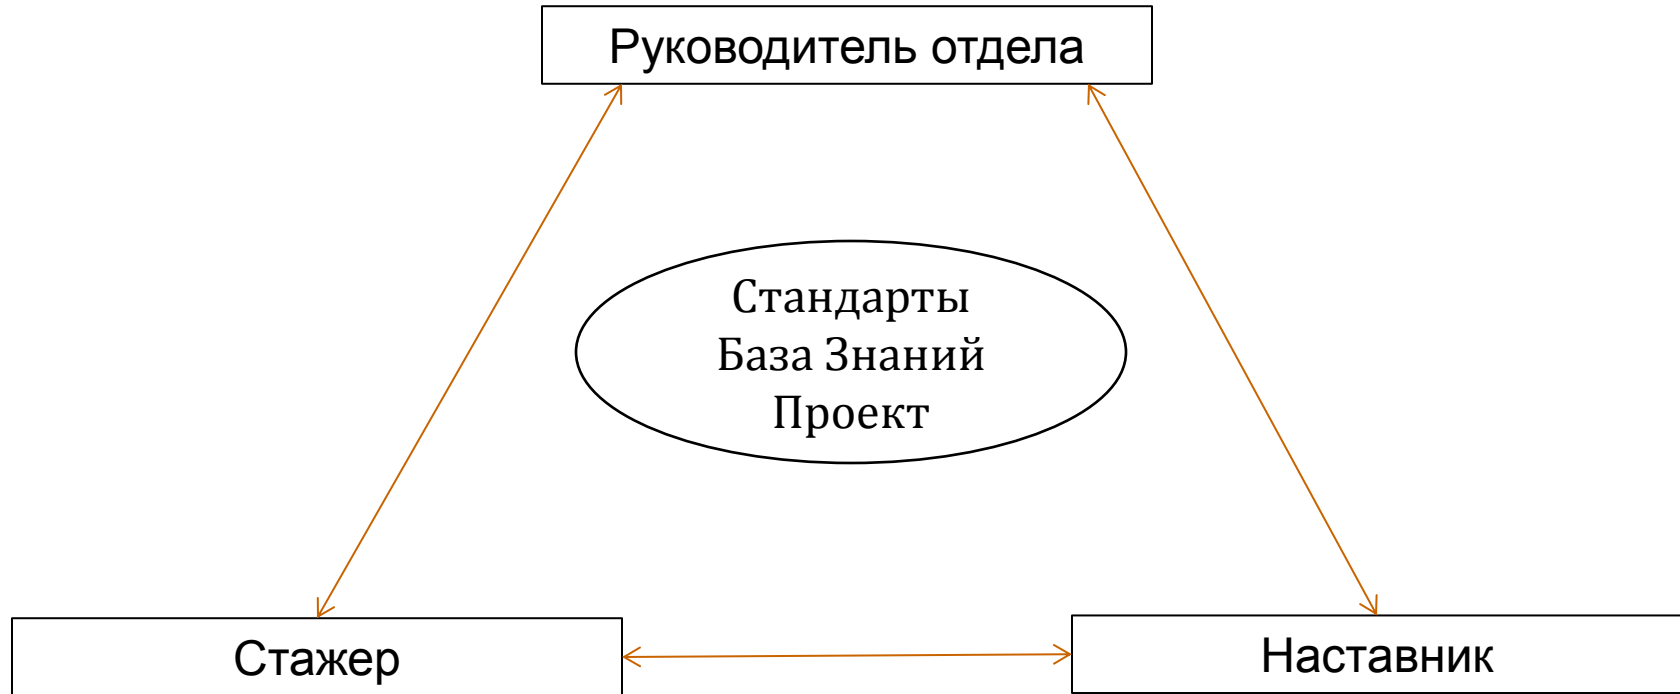 Руководитель отдела
Стандарты
База Знаний
Проект
Стажер
Наставник